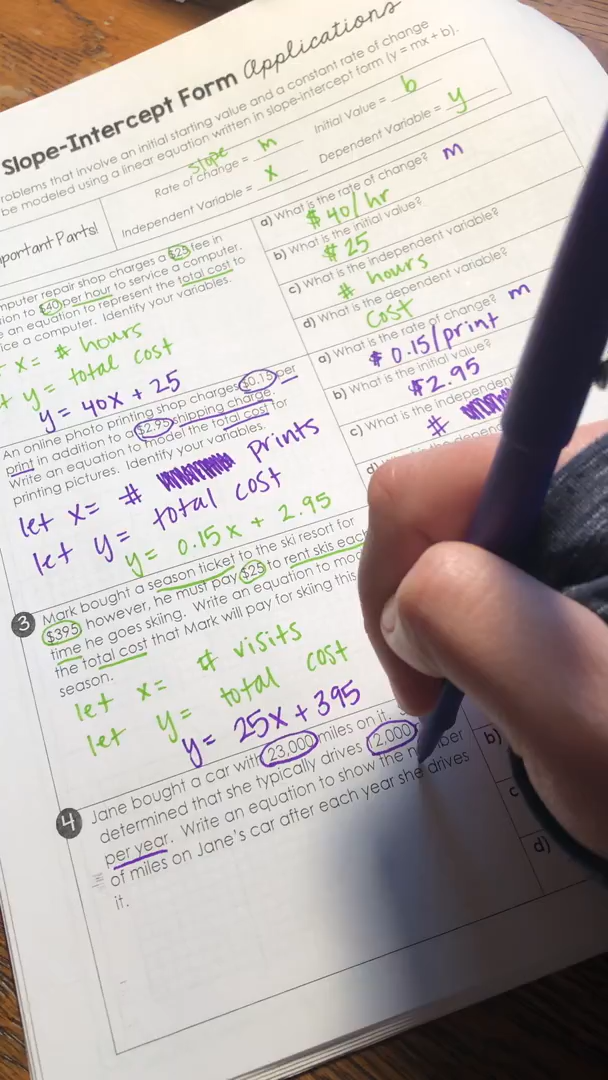 Slope-Intercept Form Applications
roblems that involve an initial starting value and a constant rate of change
be modeled using a linear equation written in slope-intercept form (y = mx + b).
portant Parts!
slope
Rate of change = m
Initial Value = b
Independent Variable = x
Dependent Variable = y
mputer repair shop charges a $25 fee in
ion to $40 per hour to service a computer.
e an equation to represent the total cost to
ice a computer. Identify your variables.
x = # hours
y = total cost
y = 40x + 25
a) What is the rate of change? m
$40/hr
b) What is the initial value?
$25
c) What is the independent variable?
# hours
d) What is the dependent variable?
cost
An online photo printing shop charges $0.15 per
print in addition to a $2.95 shipping charge.
Write an equation to model the total cost for
printing pictures. Identify your variables.
let x = # prints
let y = total cost
y = 0.15x + 2.95
a) What is the rate of change? m
$0.15/print
b) What is the initial value?
$2.95
c) What is the independent
#
d)
3 Mark bought a season ticket to the ski resort for
$395, however, he must pay $25 to rent skis each
time he goes skiing. Write an equation to mod
the total cost that Mark will pay for skiing this
season.
let x = # visits
let y = total cost
y = 25x + 395
4 Jane bought a car with 23,000 miles on it.
determined that she typically drives 12,000
per year. Write an equation to show the number
of miles on Jane's car after each year she drives
it.
b)
c
d)